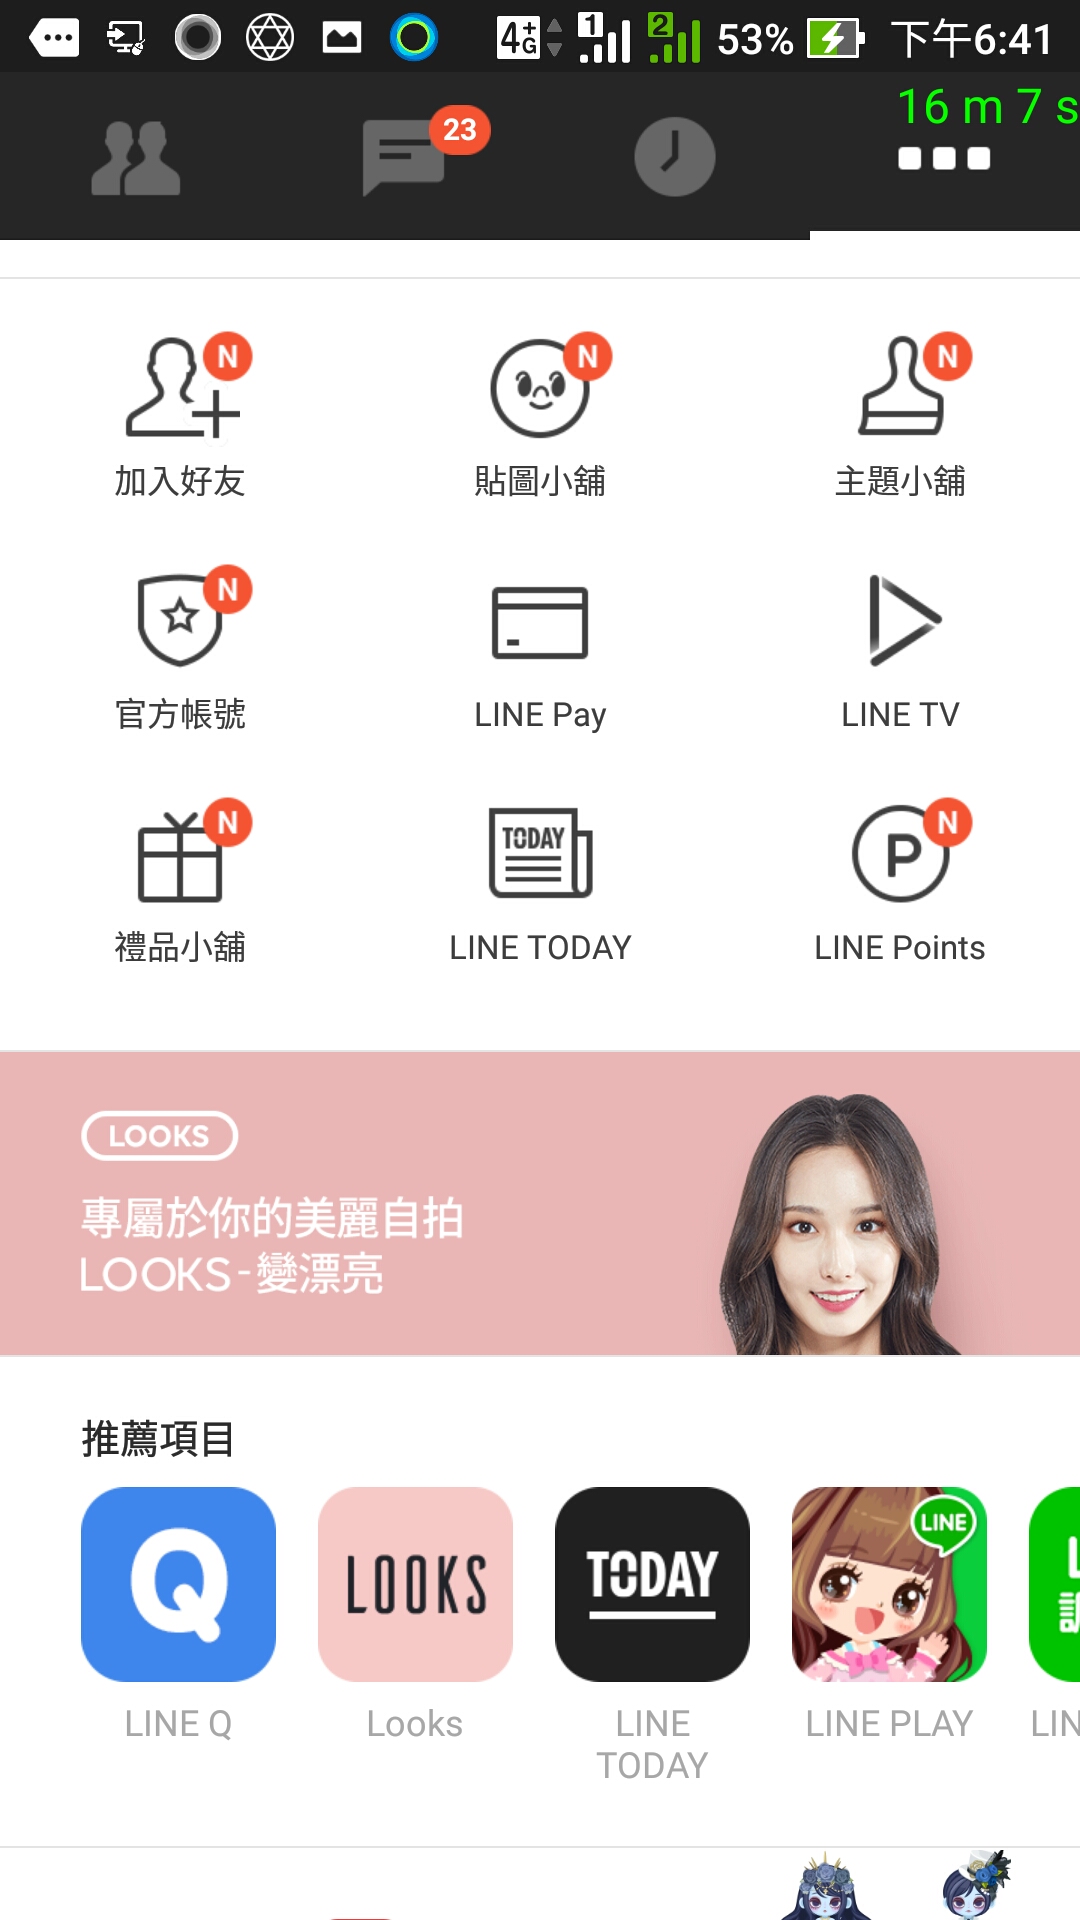 4+G 1 2 53% 下午6:41
16 m 7 s
23
N N N
加入好友 貼圖小舖 主題小舖
N
官方帳號 LINE Pay LINE TV
N TODAY P N
禮品小舖 LINE TODAY LINE Points
LOOKS
專屬於你的美麗自拍
LOOKS-變漂亮
推薦項目
Q LOOKS TODAY LINE
LINE Q Looks LINE TODAY LINE PLAY LIN